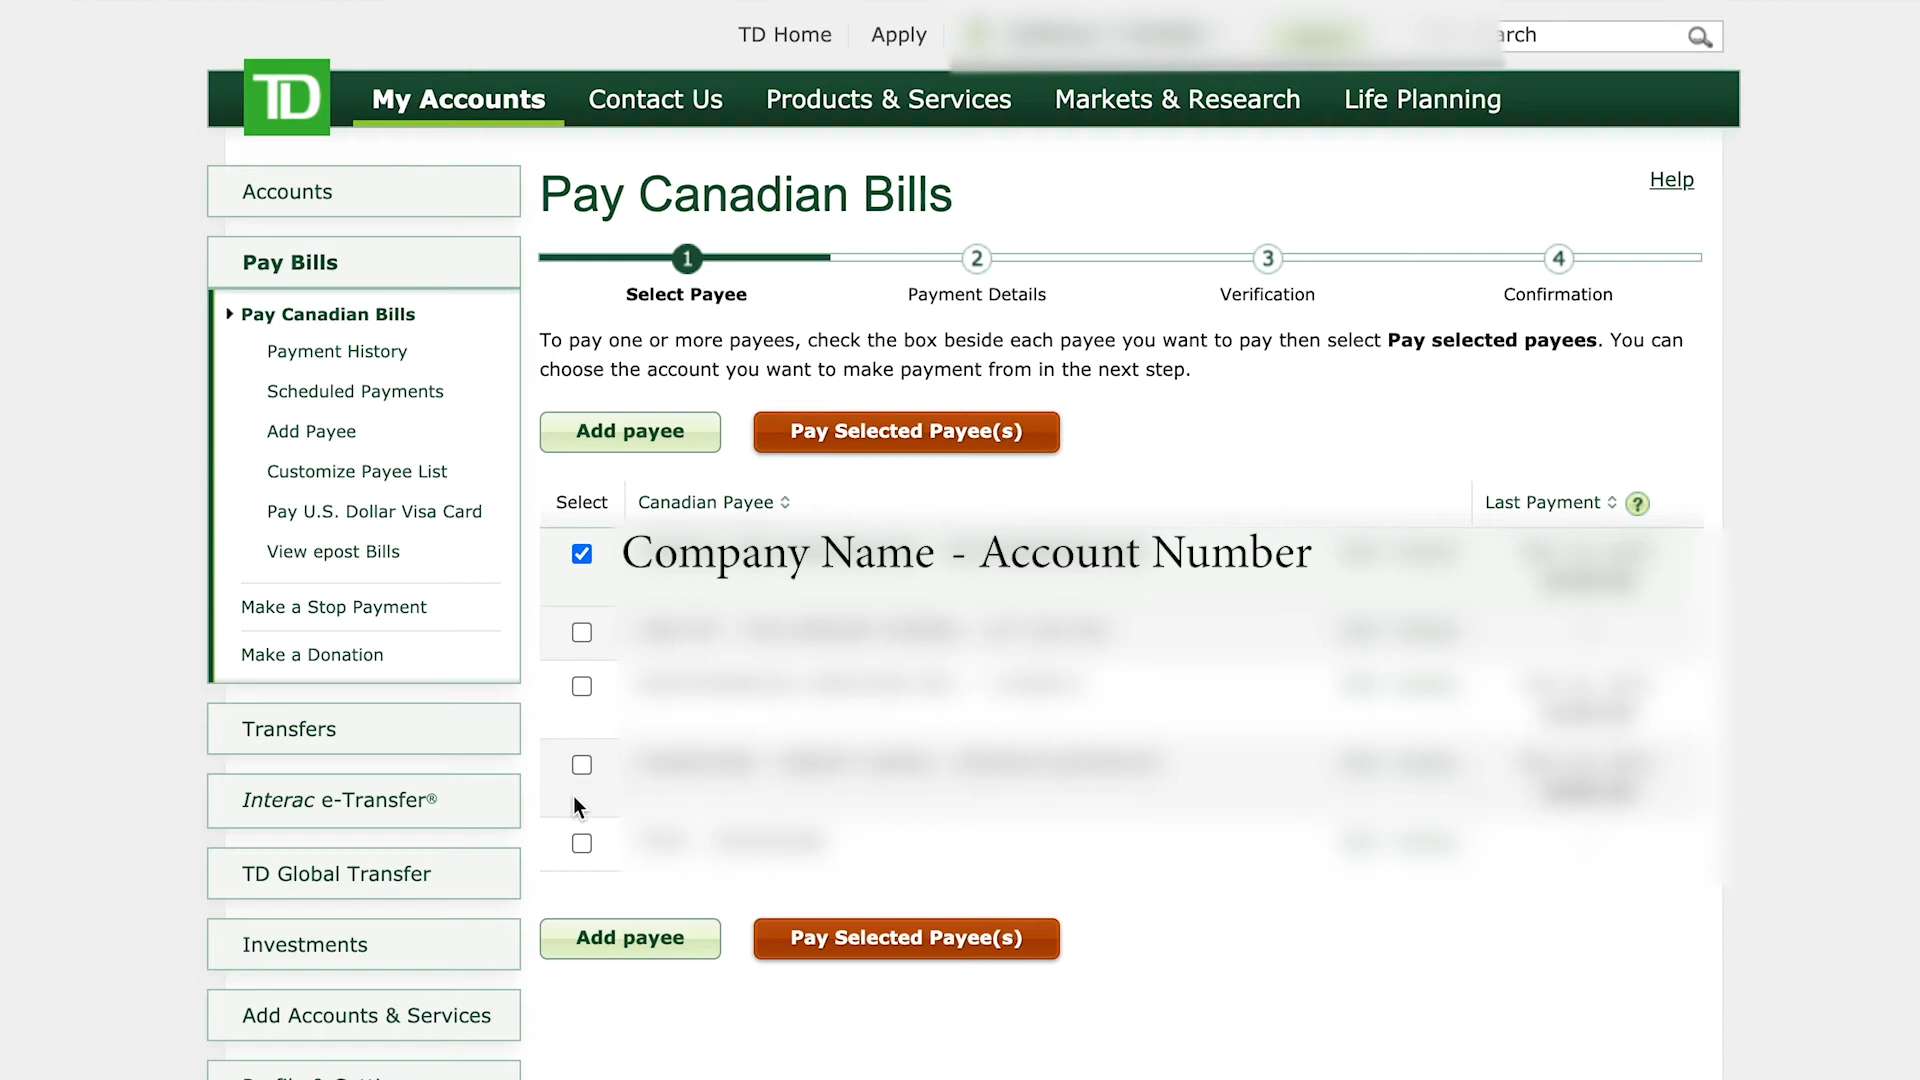 TD Home
Apply
arch
TD
My Accounts
Contact Us
Products & Services
Markets & Research
Life Planning
Accounts
Pay Bills
Pay Canadian Bills
Payment History
Scheduled Payments
Add Payee
Customize Payee List
Pay U.S. Dollar Visa Card
View epost Bills
Make a Stop Payment
Make a Donation
Transfers
Interac e-Transfer®
TD Global Transfer
Investments
Add Accounts & Services
Pay Canadian Bills
Help
1
2
3
4
Select Payee
Payment Details
Verification
Confirmation
To pay one or more payees, check the box beside each payee you want to pay then select Pay selected payees. You can
choose the account you want to make payment from in the next step.
Add payee
Pay Selected Payee(s)
Select
Canadian Payee
Last Payment
?
Company Name - Account Number
Add payee
Pay Selected Payee(s)